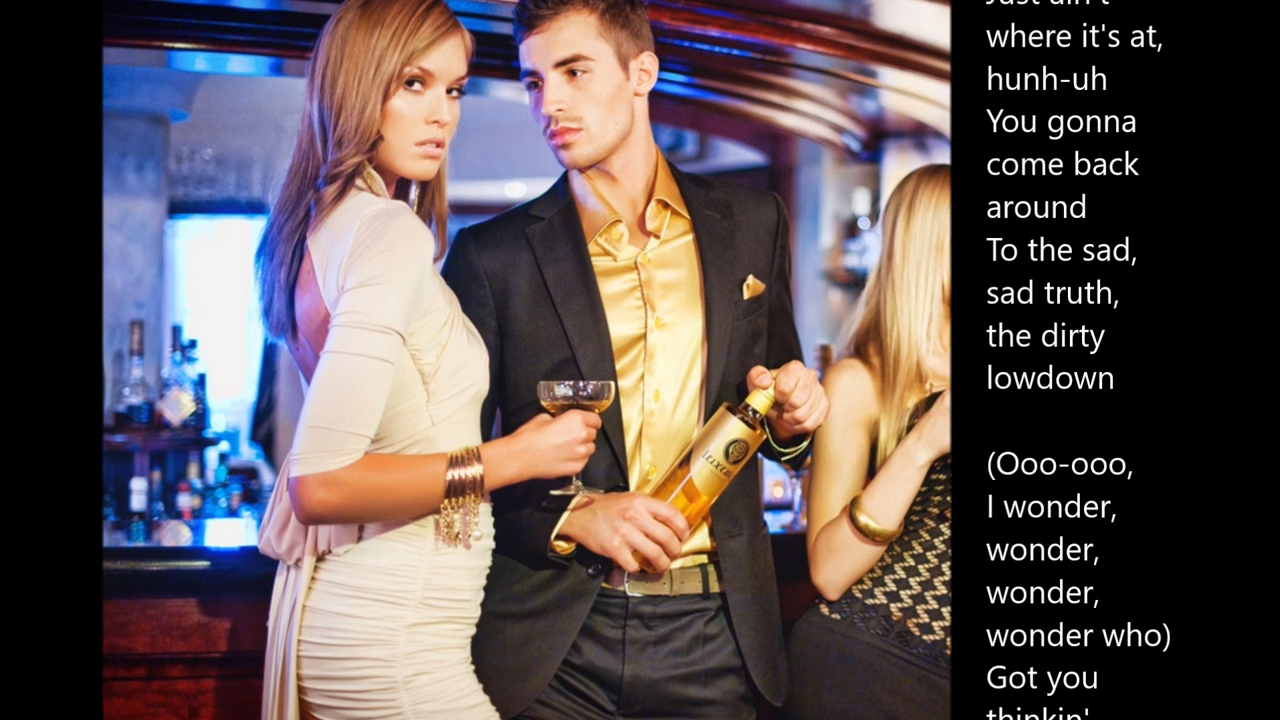 where it's at,
hunh-uh
You gonna
come back
around
To the sad,
sad truth,
the dirty
lowdown
(Ooo-ooo,
I wonder,
wonder,
wonder,
wonder who)
Got you
thinkin'